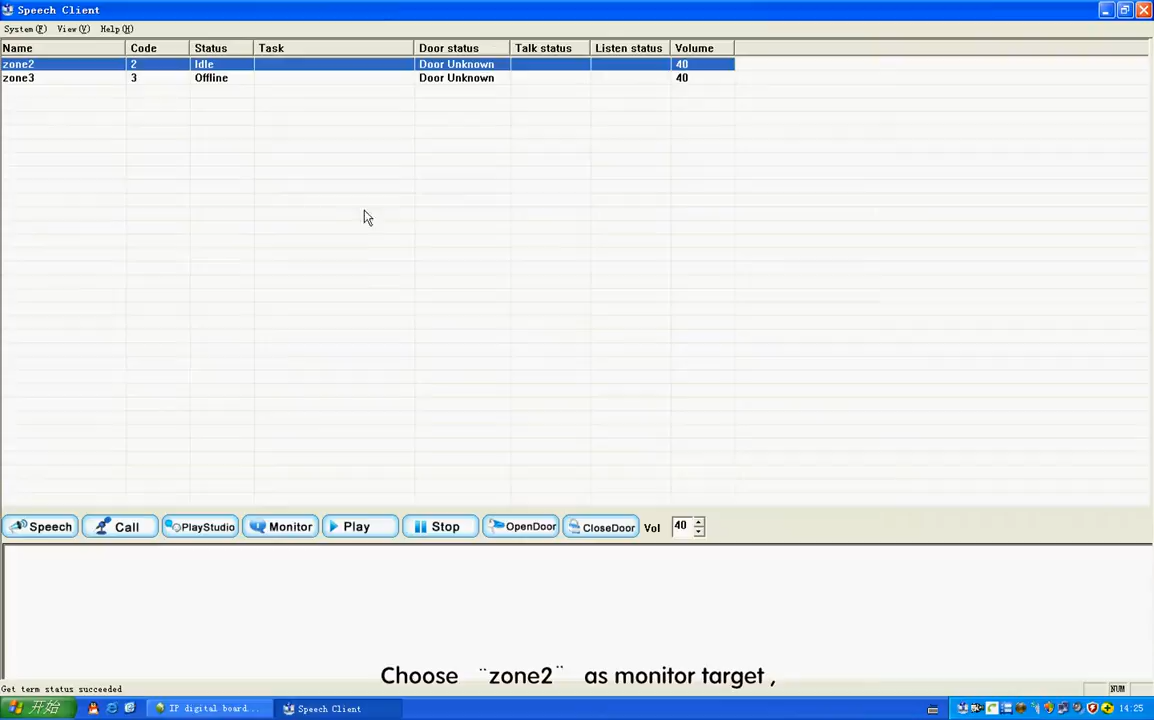 Speech Client
System(F) View(V) Help(H)
Name Code Status Task Door status Talk status Listen status Volume
zone2 2 Idle Door Unknown 40
zone3 3 Offline Door Unknown 40
Speech Call PlayStudio Monitor Play Stop OpenDoor CloseDoor Vol 40
Choose ¨zone2¨ as monitor target ,
Get term status succeeded NUM
开始 IP digital board... Speech Client 14:25